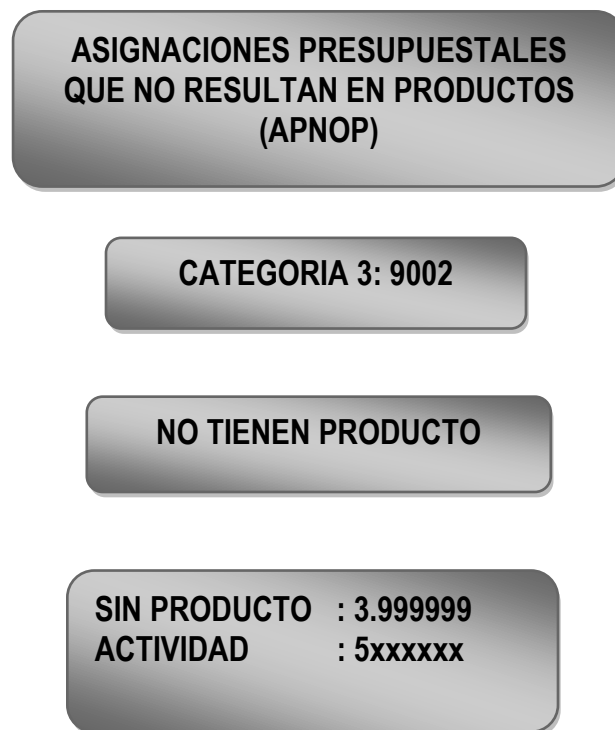 ASIGNACIONES PRESUPUESTALES
QUE NO RESULTAN EN PRODUCTOS
(APNOP)
CATEGORIA 3: 9002
NO TIENEN PRODUCTO
SIN PRODUCTO : 3.999999
ACTIVIDAD : 5xxxxxx